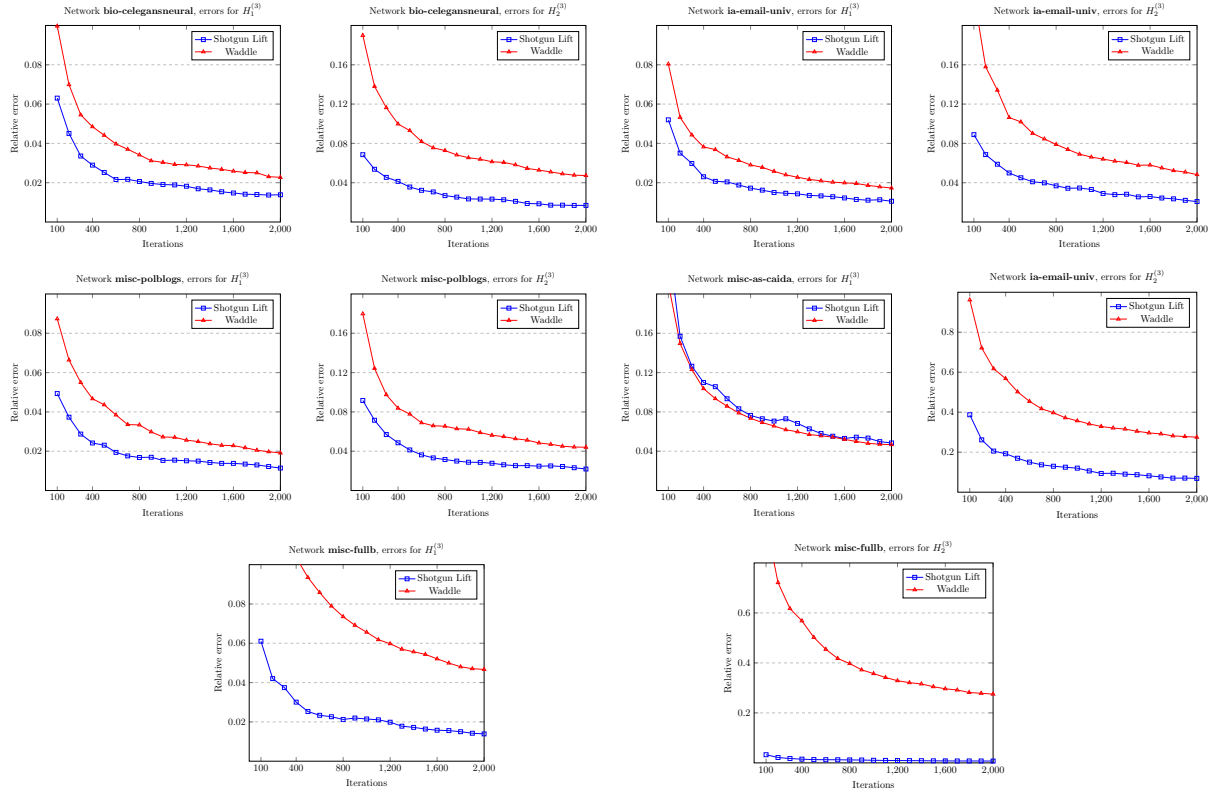 Network bio-celegansneural, errors for H_1^{(3)}
Relative error
0.08
0.06
0.04
0.02
100 400 800 1,200 1,600 2,000
Iterations
Shotgun Lift
Waddle
Network bio-celegansneural, errors for H_2^{(3)}
Relative error
0.16
0.12
0.08
0.04
100 400 800 1,200 1,600 2,000
Iterations
Shotgun Lift
Waddle
Network ia-email-univ, errors for H_1^{(3)}
Relative error
0.08
0.06
0.04
0.02
100 400 800 1,200 1,600 2,000
Iterations
Shotgun Lift
Waddle
Network ia-email-univ, errors for H_2^{(3)}
Relative error
0.16
0.12
0.08
0.04
100 400 800 1,200 1,600 2,000
Iterations
Shotgun Lift
Waddle
Network misc-polblogs, errors for H_1^{(3)}
Relative error
0.08
0.06
0.04
0.02
100 400 800 1,200 1,600 2,000
Iterations
Shotgun Lift
Waddle
Network misc-polblogs, errors for H_2^{(3)}
Relative error
0.16
0.12
0.08
0.04
100 400 800 1,200 1,600 2,000
Iterations
Shotgun Lift
Waddle
Network misc-as-caida, errors for H_1^{(3)}
Relative error
0.16
0.12
0.08
0.04
100 400 800 1,200 1,600 2,000
Iterations
Shotgun Lift
Waddle
Network ia-email-univ, errors for H_2^{(3)}
Relative error
0.8
0.6
0.4
0.2
100 400 800 1,200 1,600 2,000
Iterations
Shotgun Lift
Waddle
Network misc-fullb, errors for H_1^{(3)}
Relative error
0.08
0.06
0.04
0.02
100 400 800 1,200 1,600 2,000
Iterations
Shotgun Lift
Waddle
Network misc-fullb, errors for H_2^{(3)}
Relative error
0.6
0.4
0.2
100 400 800 1,200 1,600 2,000
Iterations
Shotgun Lift
Waddle